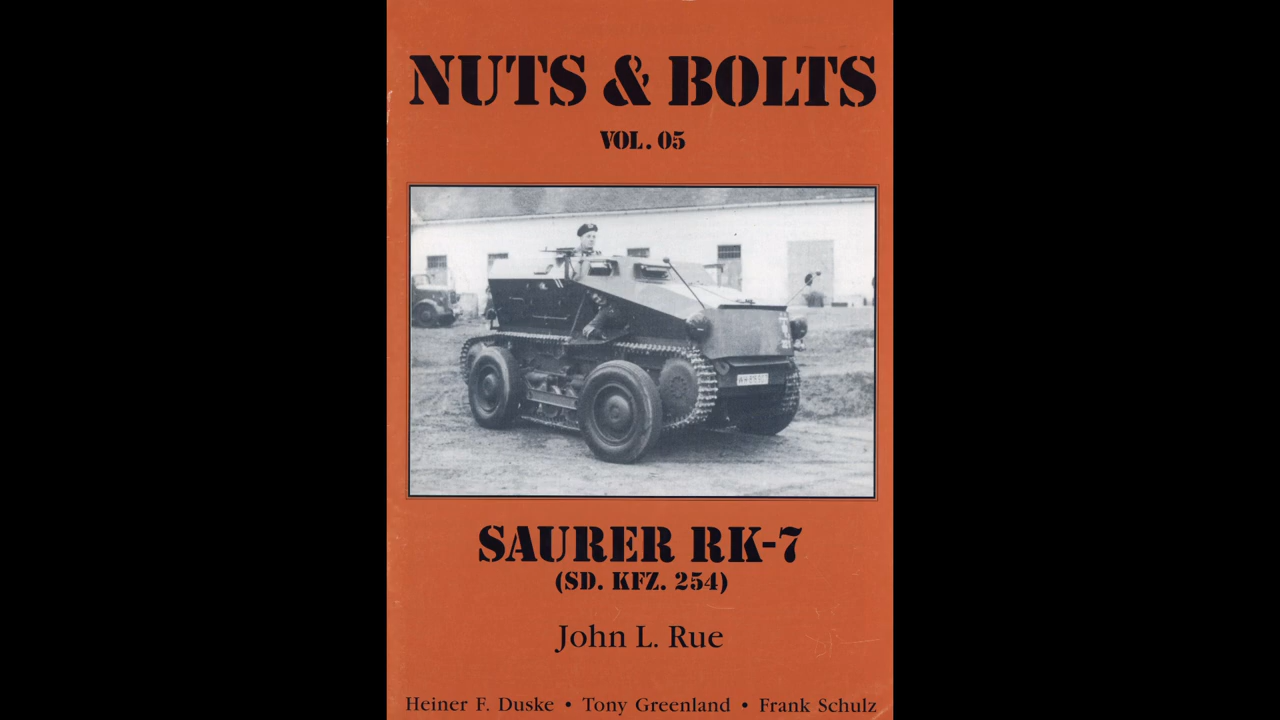 NUTS & BOLTS
VOL. 05
SAURER RK-7
(SD. KFZ. 254)
John L. Rue
Heiner F. Duske • Tony Greenland • Frank Schulz